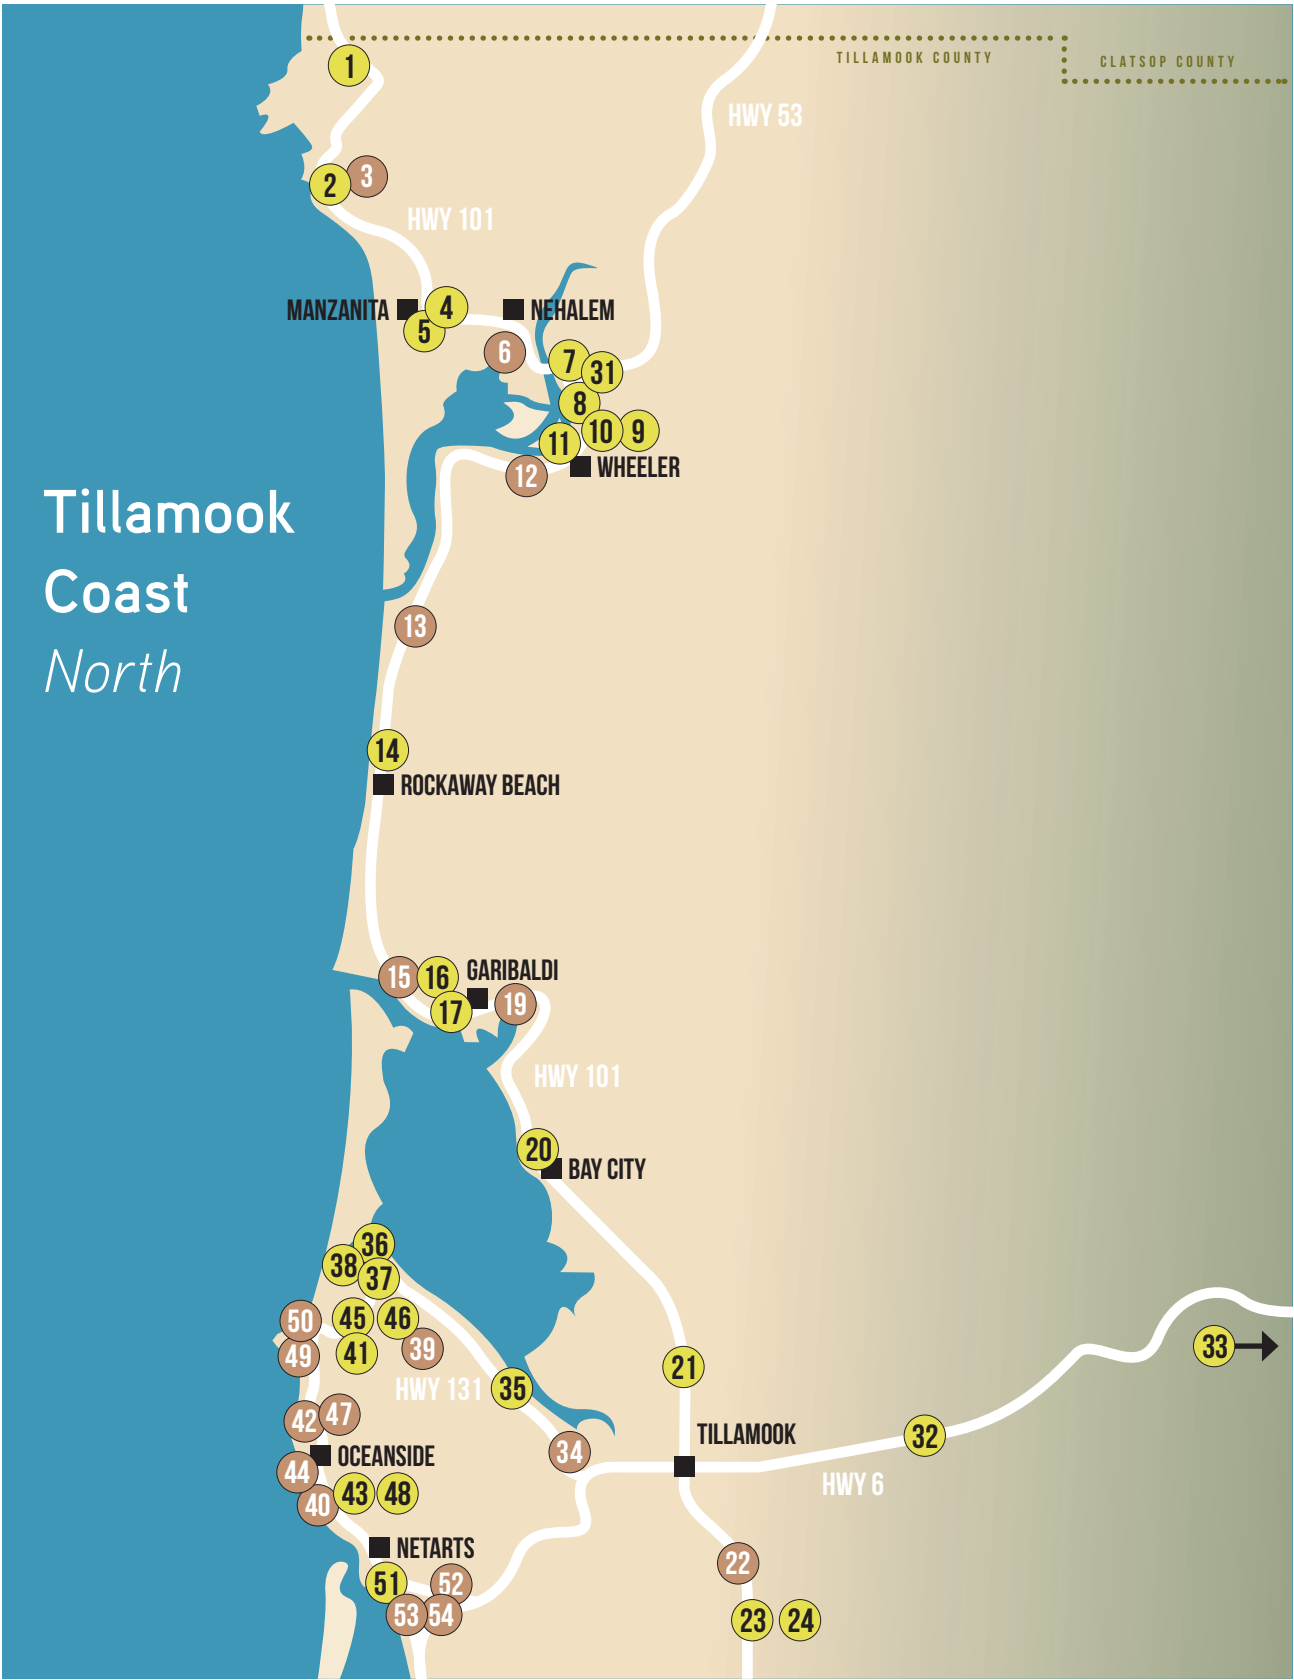 TILLAMOOK COUNTY
CLATSOP COUNTY
1
HWY 53
2
3
HWY 101
MANZANITA
4
NEHALEM
5
6
7
31
8
10
9
11
WHEELER
12
Tillamook
Coast
North
13
14
ROCKAWAY BEACH
15
16
GARIBALDI
17
19
HWY 101
20
BAY CITY
36
38
37
50
45
46
49
41
39
33
21
HWY 131
35
42
47
TILLAMOOK
32
34
OCEANSIDE
44
43
48
HWY 6
40
NETARTS
22
51
52
53
54
23
24